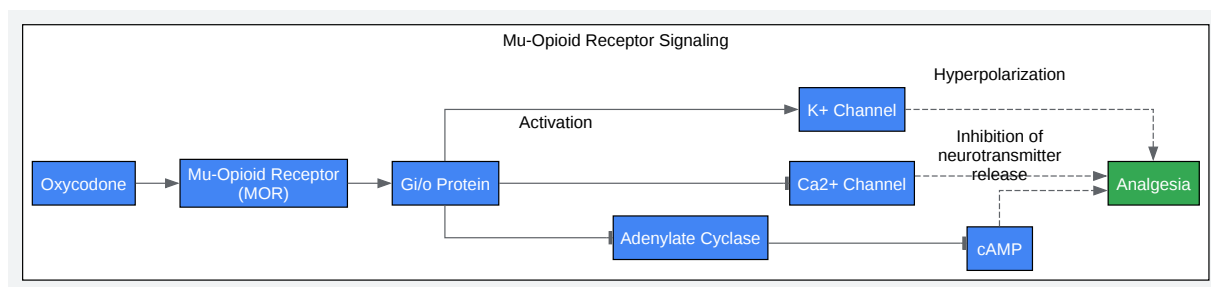 Mu-Opioid Receptor Signaling
Hyperpolarization
K+ Channel
Activation
Inhibition of
neurotransmitter
release
Oxycodone
Mu-Opioid Receptor
(MOR)
Gi/o Protein
Ca2+ Channel
Analgesia
Adenylate Cyclase
cAMP